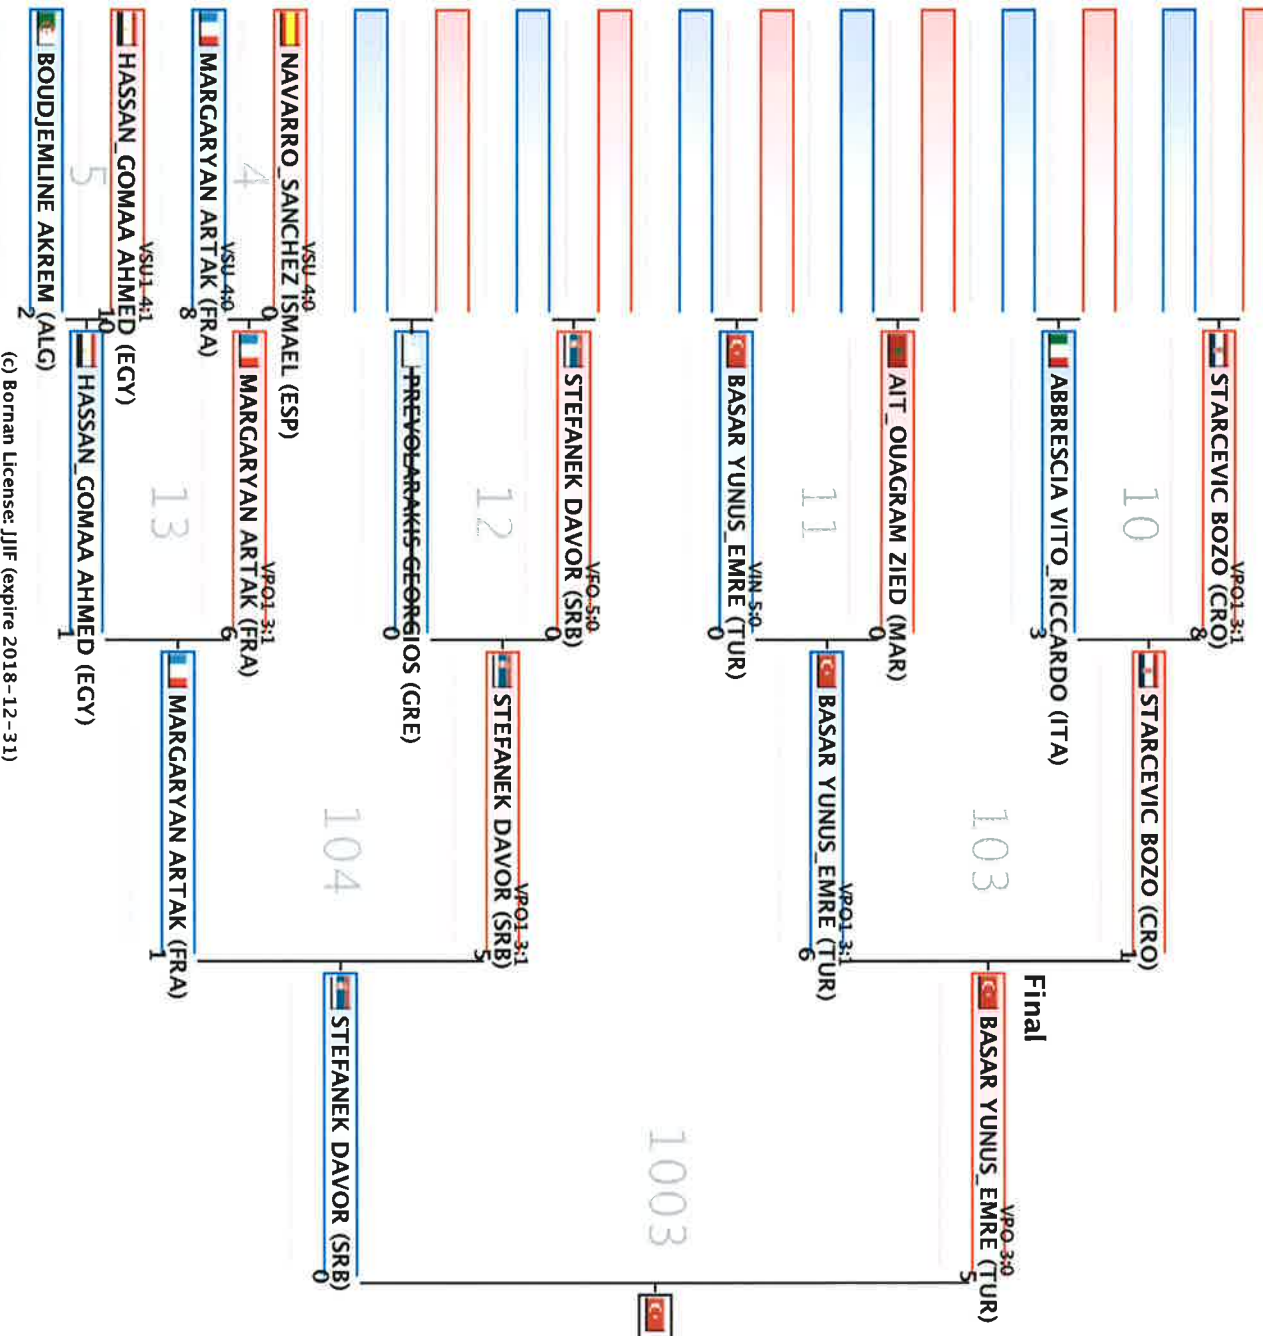 STARCEVIC BOZO (CRO)
VPO1 3:1
8
10
ABBRESCIA VITO_RICCARDO (ITA)
3
AIT_OUAGRAM ZIED (MAR)
0
11
VIN 5:0
BASAR YUNUS_EMRE (TUR)
0
STEFANEK DAVOR (SRB)
VFO 5:0
0
12
PREVOLARAKIS GEORGIOS (GRE)
0
NAVARRO_SANCHEZ ISMAEL (ESP)
VSU 4:0
0
4
MARGARYAN ARTAK (FRA)
VSU 4:0
8
HASSAN_GOMAA AHMED (EGY)
VSU1 4:1
10
5
BOUDJEMLINE AKREM (ALG)
2
MARGARYAN ARTAK (FRA)
VPO1 3:1
6
13
HASSAN_GOMAA AHMED (EGY)
1
STARCEVIC BOZO (CRO)
1
103
BASAR YUNUS_EMRE (TUR)
VPO1 3:1
6
STEFANEK DAVOR (SRB)
VPO1 3:1
5
104
MARGARYAN ARTAK (FRA)
1
Final
BASAR YUNUS_EMRE (TUR)
VPO 3:0
5
1003
STEFANEK DAVOR (SRB)
0
(c) Bornan License: JJIF (expire 2018-12-31)